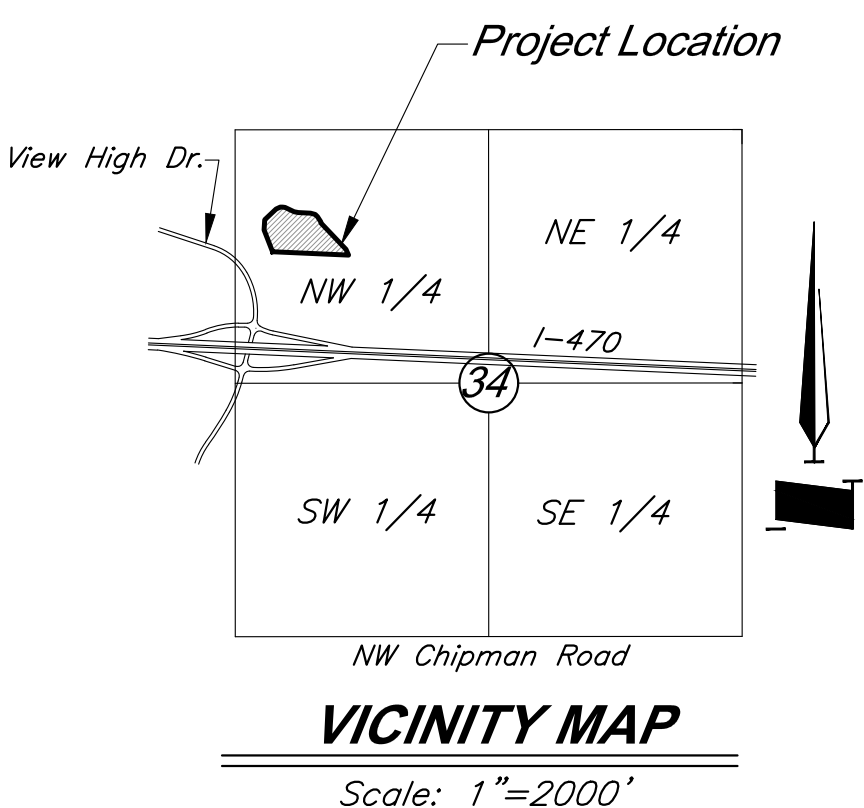 Project Location
View High Dr.
NE 1/4
NW 1/4
I-470
34
SW 1/4
SE 1/4
NW Chipman Road
VICINITY MAP
Scale: 1"=2000'